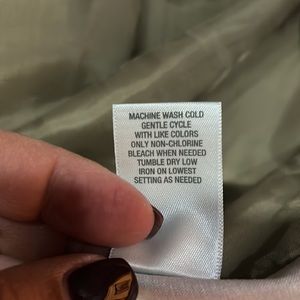 MACHINE WASH COLD
GENTLE CYCLE
WITH LIKE COLORS
ONLY NON-CHLORINE
BLEACH WHEN NEEDED
TUMBLE DRY LOW
IRON ON LOWEST
SETTING AS NEEDED